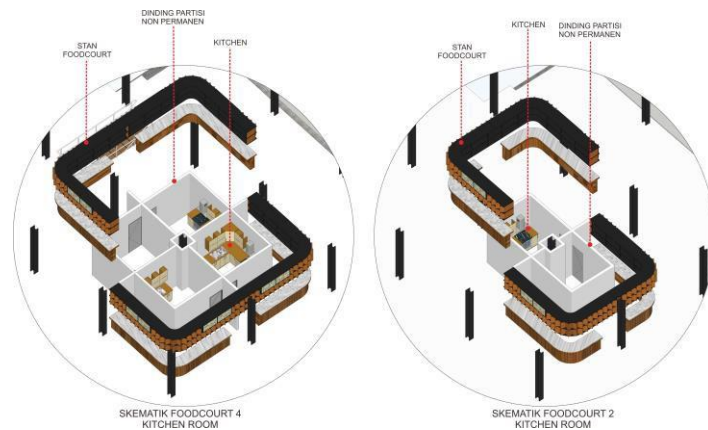 DINDING PARTISI
NON PERMANEN
STAN
FOODCOURT
KITCHEN
SKEMATIK FOODCOURT 4
KITCHEN ROOM
KITCHEN
DINDING PARTISI
NON PERMANEN
STAN
FOODCOURT
SKEMATIK FOODCOURT 2
KITCHEN ROOM